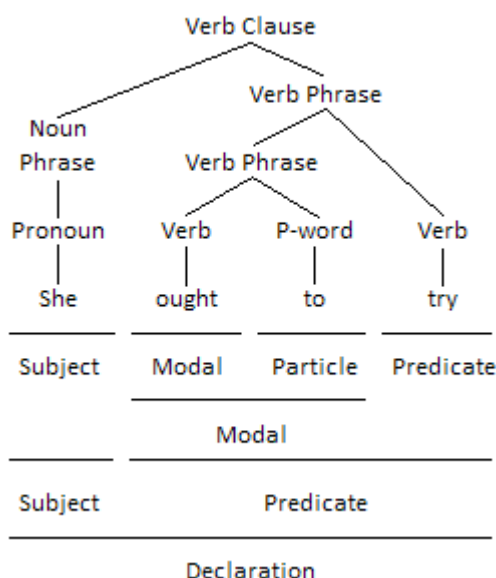 Verb Clause
Verb Phrase
Noun
Phrase Verb Phrase
Pronoun Verb P-word Verb
She ought to try
Subject Modal Particle Predicate
Modal
Subject Predicate
Declaration